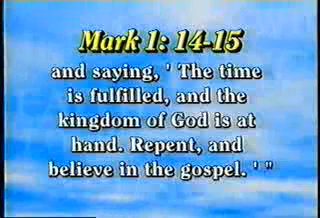 Mark 1: 14-15
and saying, ' The time
is fulfilled, and the
kingdom of God is at
hand. Repent, and
believe in the gospel. ' "